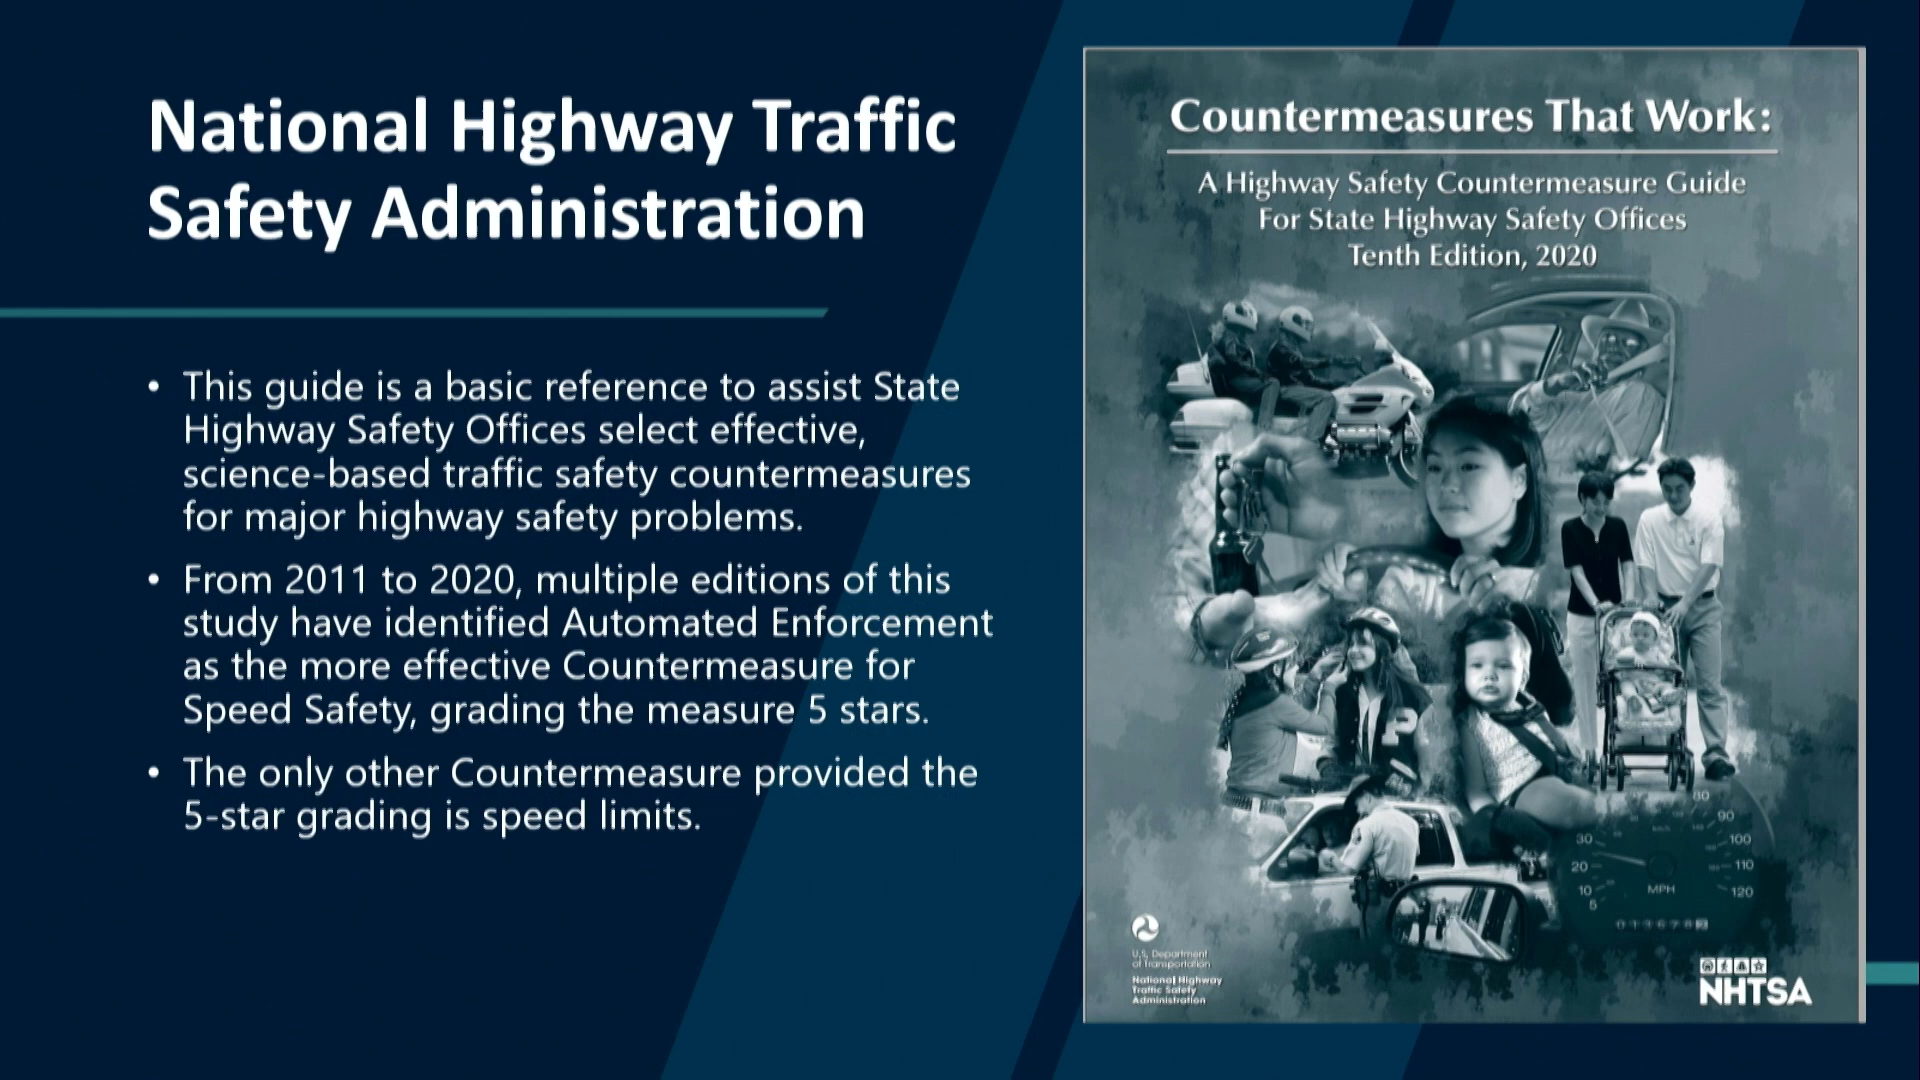 National Highway Traffic
Safety Administration
• This guide is a basic reference to assist State
Highway Safety Offices select effective,
science-based traffic safety countermeasures
for major highway safety problems.
• From 2011 to 2020, multiple editions of this
study have identified Automated Enforcement
as the more effective Countermeasure for
Speed Safety, grading the measure 5 stars.
• The only other Countermeasure provided the
5-star grading is speed limits.
Countermeasures That Work:
A Highway Safety Countermeasure Guide
For State Highway Safety Offices
Tenth Edition, 2020
P
80
90
30
100
20
110
10
MPH
120
5
U.S. Department
of Transportation
National Highway
Traffic Safety
Administration
NHTSA